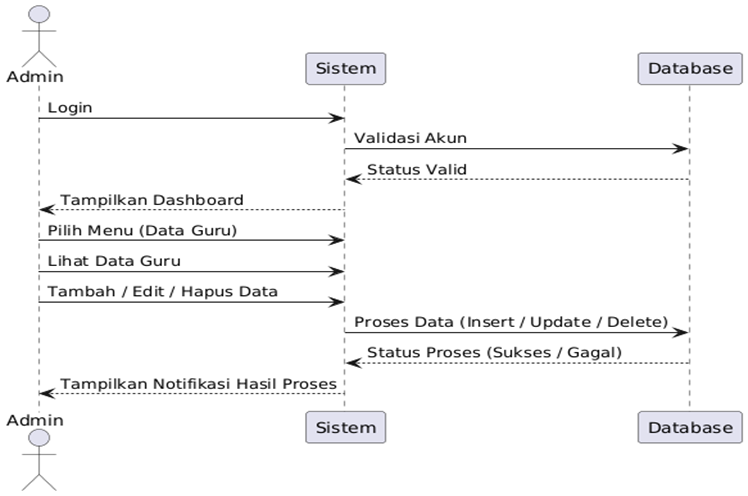 Admin
Sistem
Database
Login
Validasi Akun
Status Valid
Tampilkan Dashboard
Pilih Menu (Data Guru)
Lihat Data Guru
Tambah / Edit / Hapus Data
Proses Data (Insert / Update / Delete)
Status Proses (Sukses / Gagal)
Tampilkan Notifikasi Hasil Proses
Admin
Sistem
Database